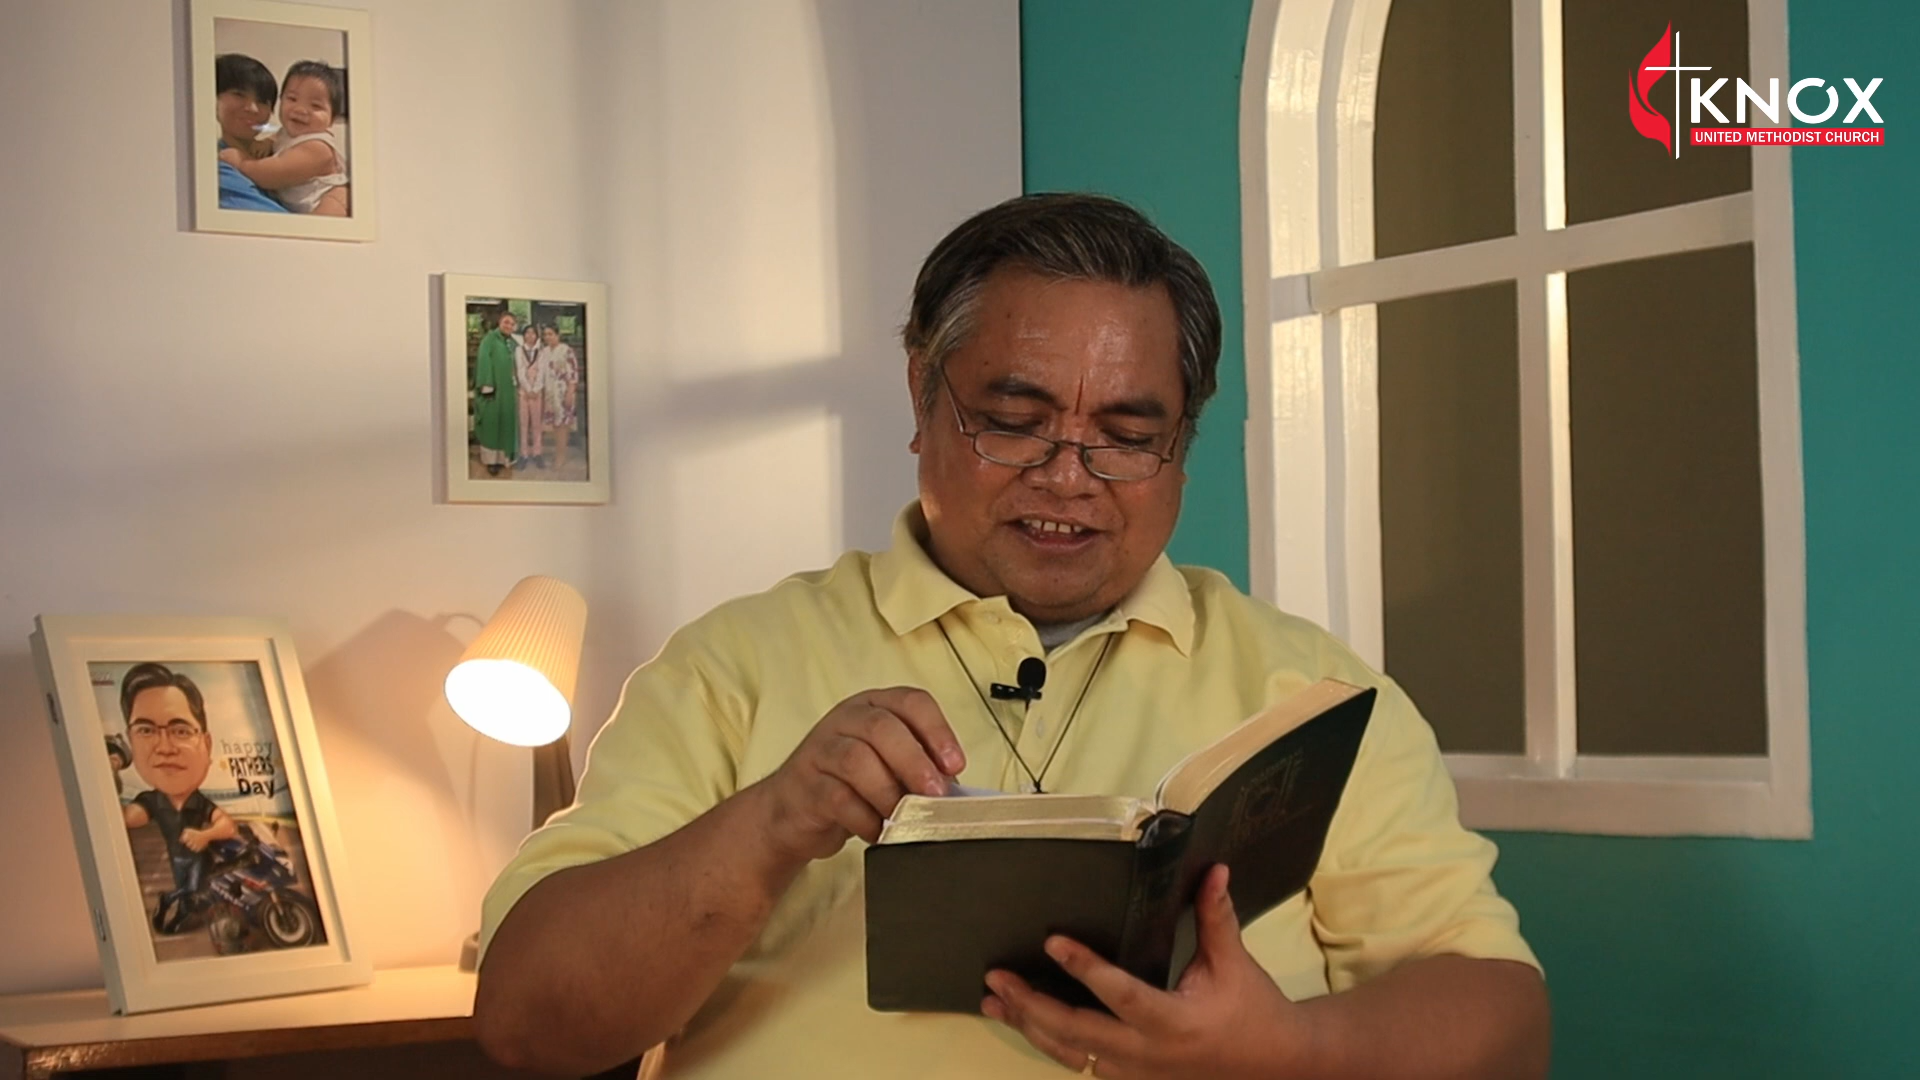 KNOX
UNITED METHODIST CHURCH
happy
FATHERS
Day